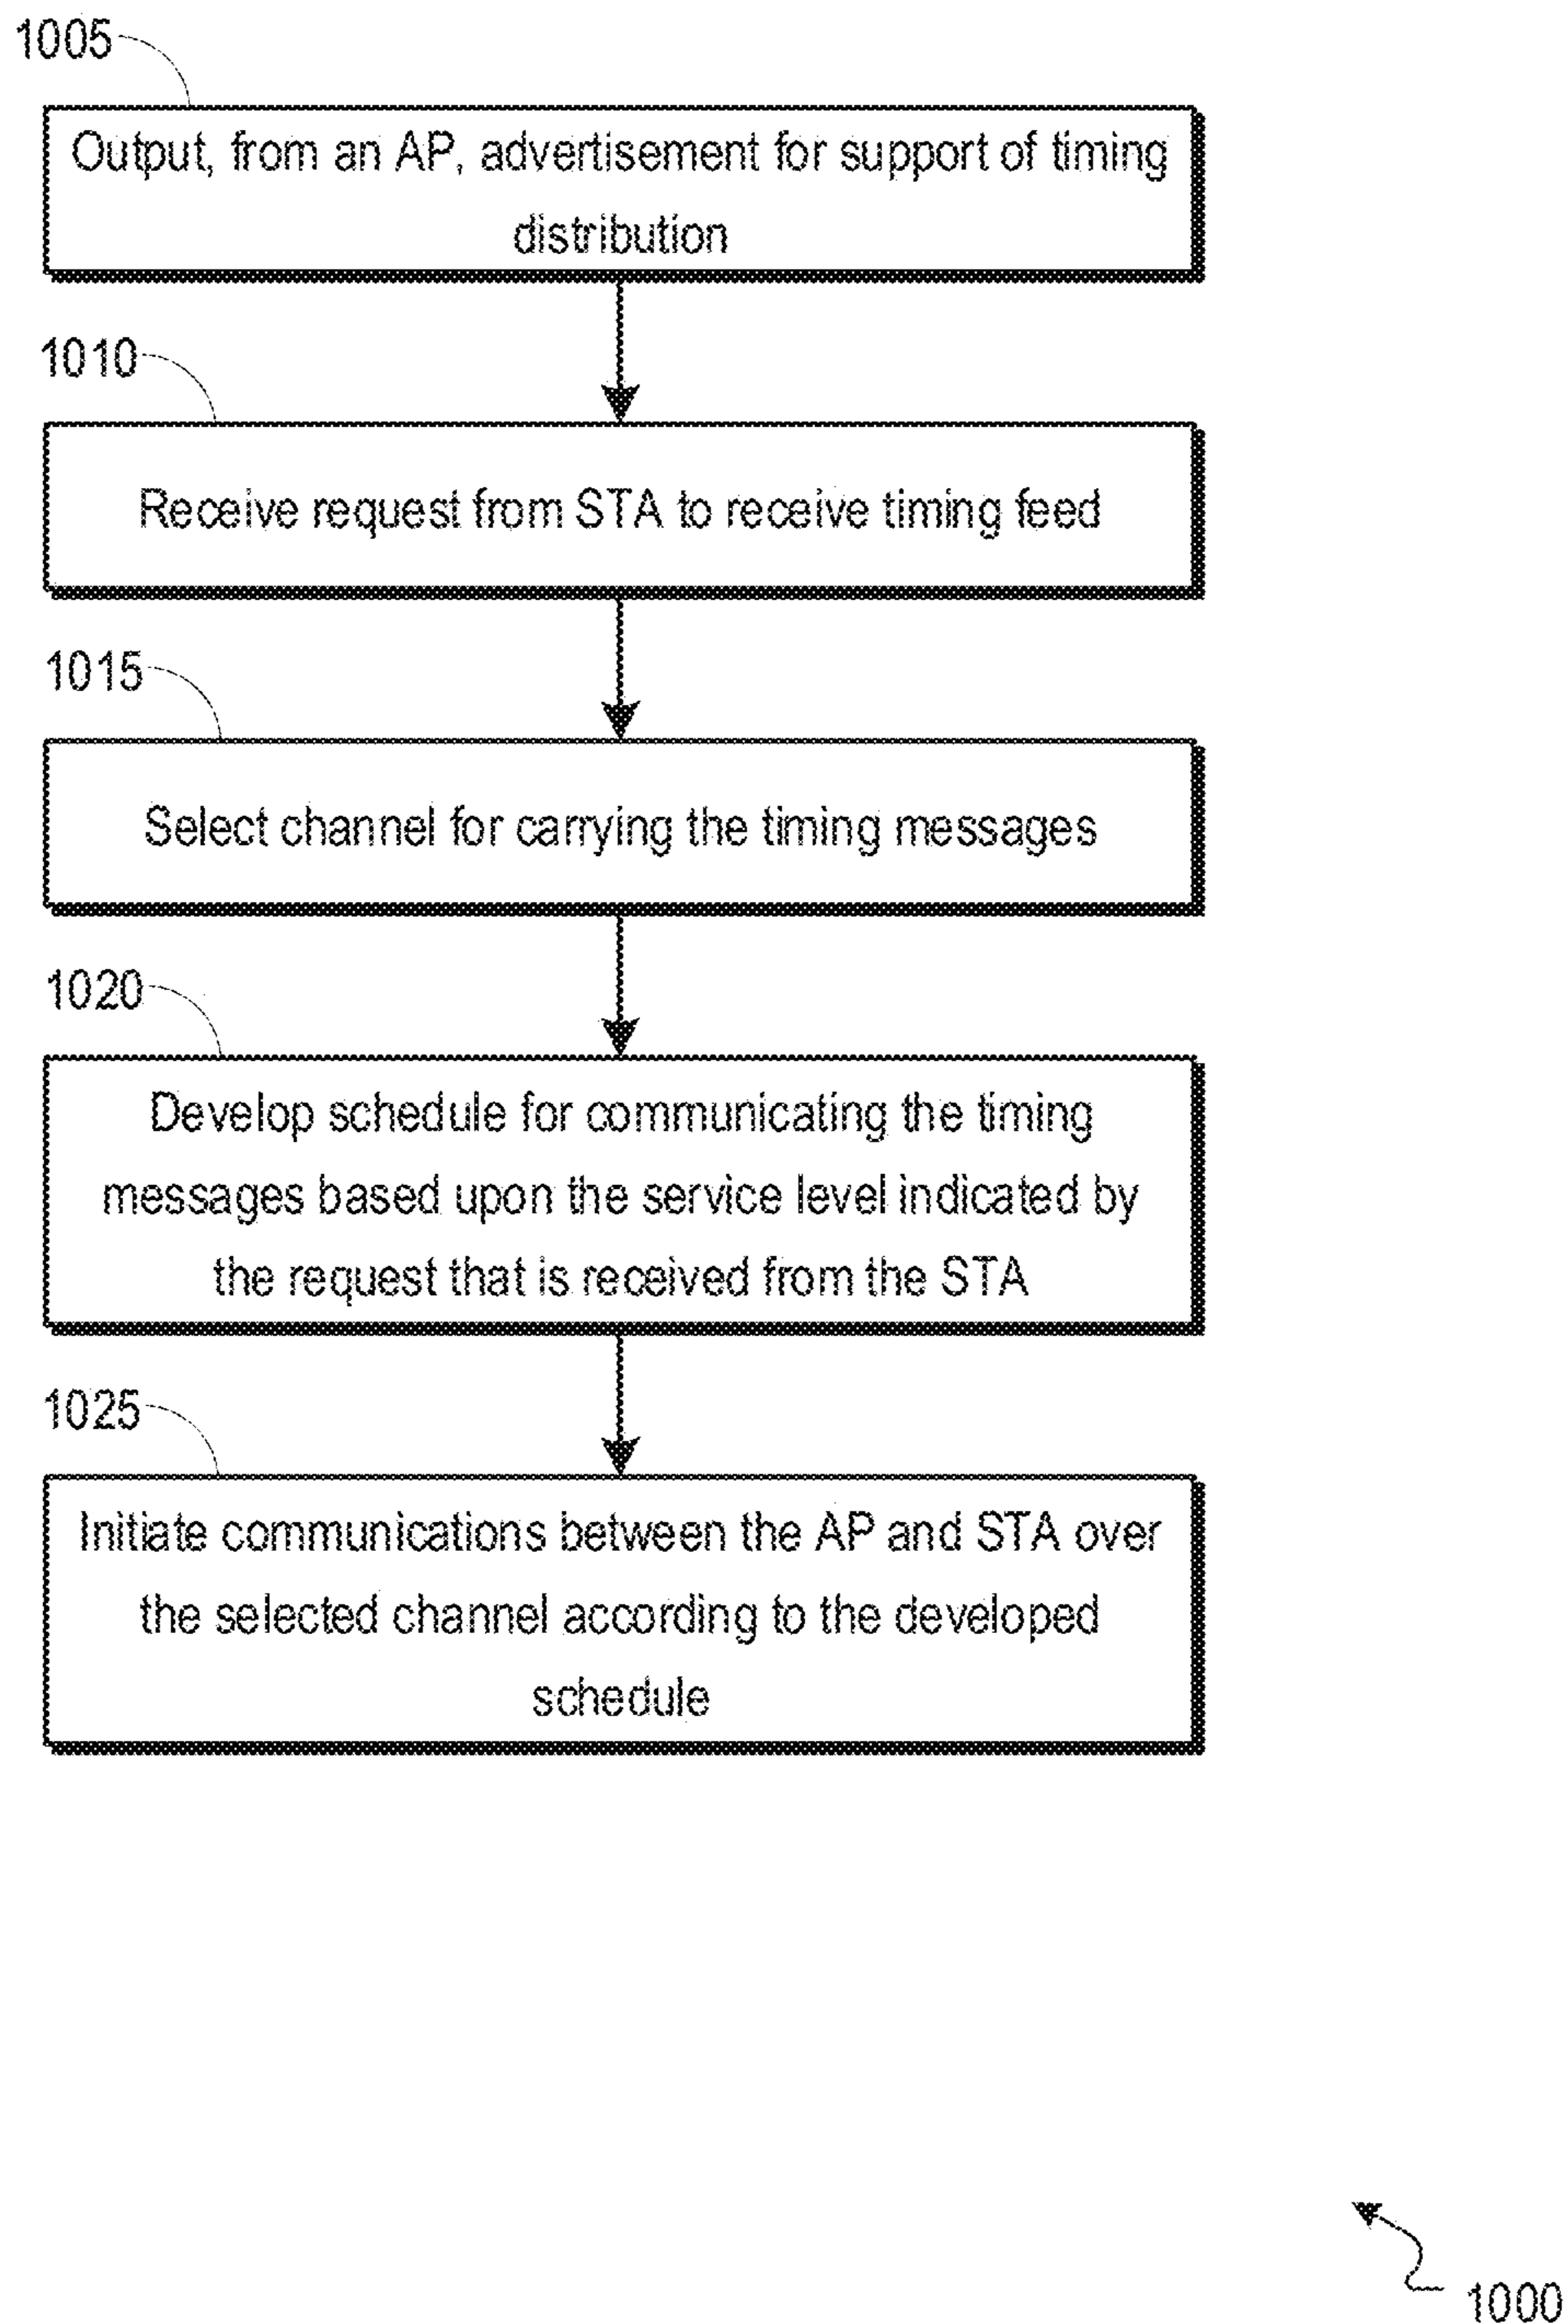 1005
Output, from an AP, advertisement for support of timing
distribution
1010
Receive request from STA to receive timing feed
1015
Select channel for carrying the timing messages
1020
Develop schedule for communicating the timing
messages based upon the service level indicated by
the request that is received from the STA
1025
Initiate communications between the AP and STA over
the selected channel according to the developed
schedule
1000